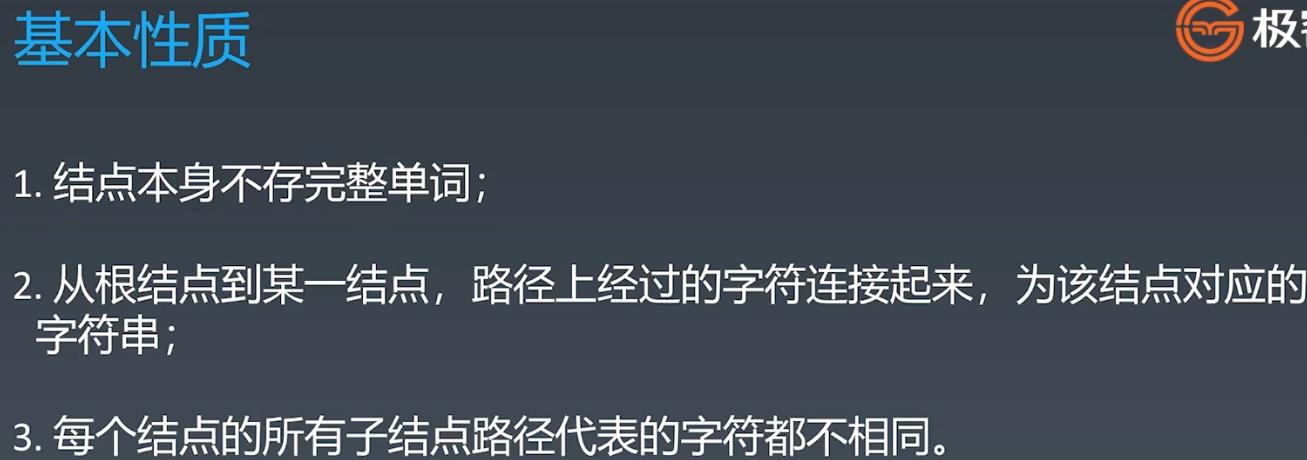 基本性质
极
1. 结点本身不存完整单词；
2. 从根结点到某一结点，路径上经过的字符连接起来，为该结点对应的
字符串；
3. 每个结点的所有子结点路径代表的字符都不相同。